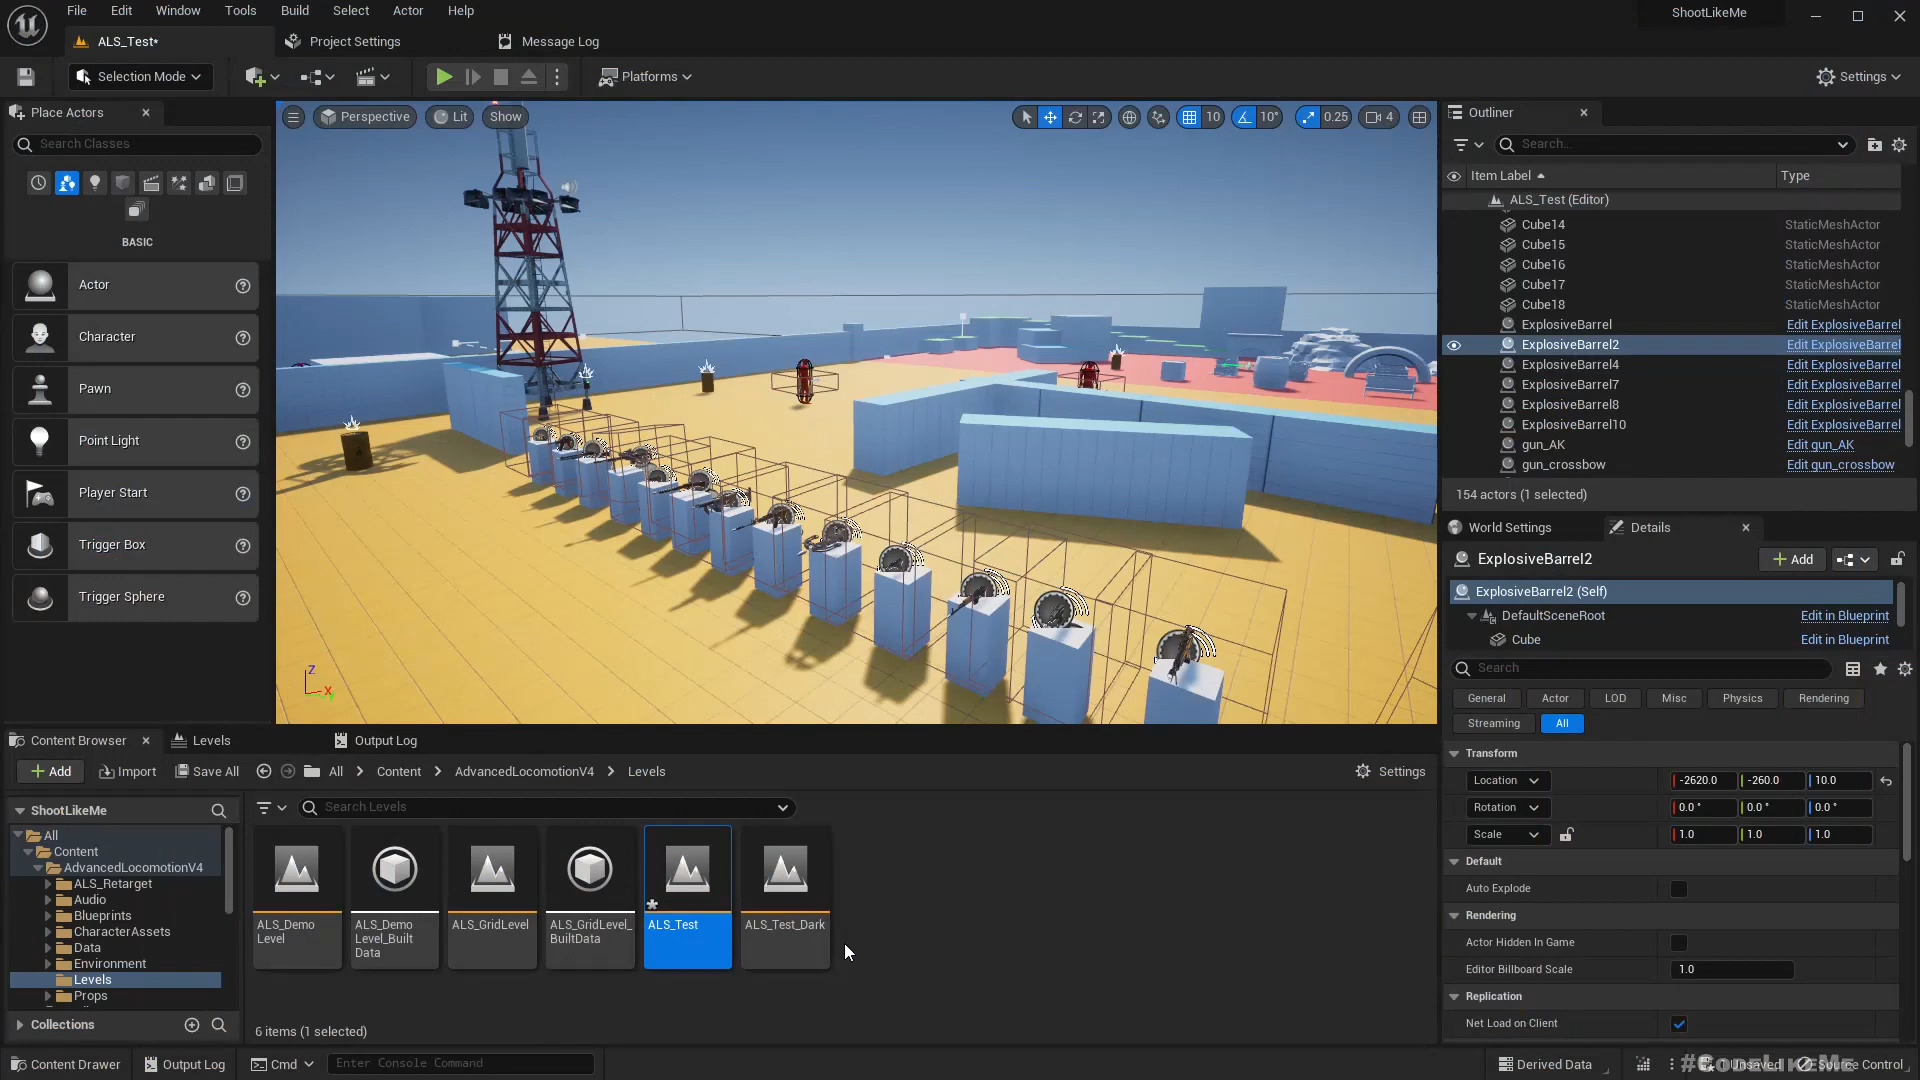 File Edit Window Tools Build Select Actor Help
ShootLikeMe
ALS_Test*
Project Settings
Message Log
Selection Mode
Platforms
Settings
Place Actors
Search Classes
BASIC
Actor
Character
Pawn
Point Light
Player Start
Trigger Box
Trigger Sphere
Perspective Lit Show
10 10° 0.25 4
Z
X
Outliner
Search...
Item Label Type
ALS_Test (Editor)
Cube14 StaticMeshActor
Cube15 StaticMeshActor
Cube16 StaticMeshActor
Cube17 StaticMeshActor
Cube18 StaticMeshActor
ExplosiveBarrel Edit ExplosiveBarrel
ExplosiveBarrel2 Edit ExplosiveBarrel
ExplosiveBarrel4 Edit ExplosiveBarrel
ExplosiveBarrel7 Edit ExplosiveBarrel
ExplosiveBarrel8 Edit ExplosiveBarrel
ExplosiveBarrel10 Edit ExplosiveBarrel
gun_AK Edit gun_AK
gun_crossbow Edit gun_crossbow
154 actors (1 selected)
World Settings Details
ExplosiveBarrel2 Add
ExplosiveBarrel2 (Self)
DefaultSceneRoot Edit in Blueprint
Cube Edit in Blueprint
Search
General Actor LOD Misc Physics Rendering
Streaming All
Transform
Location -2620.0 -260.0 10.0
Rotation 0.0° 0.0° 0.0°
Scale 1.0 1.0 1.0
Default
Auto Explode
Rendering
Actor Hidden In Game
Editor Billboard Scale 1.0
Replication
Net Load on Client
Content Browser Levels Output Log
Add Import Save All All Content AdvancedLocomotionV4 Levels Settings
ShootLikeMe
Search Levels
All
Content
AdvancedLocomotionV4
ALS_Retarget
Audio
Blueprints
CharacterAssets
Data
Environment
Levels
Props
Collections
ALS_Demo
Level
ALS_Demo
Level_Built
Data
ALS_GridLevel
ALS_GridLevel_
BuiltData
ALS_Test
ALS_Test_Dark
6 items (1 selected)
Content Drawer Output Log Cmd Enter Console Command
Derived Data 1 Unsaved Source Control
#CodeLikeMe